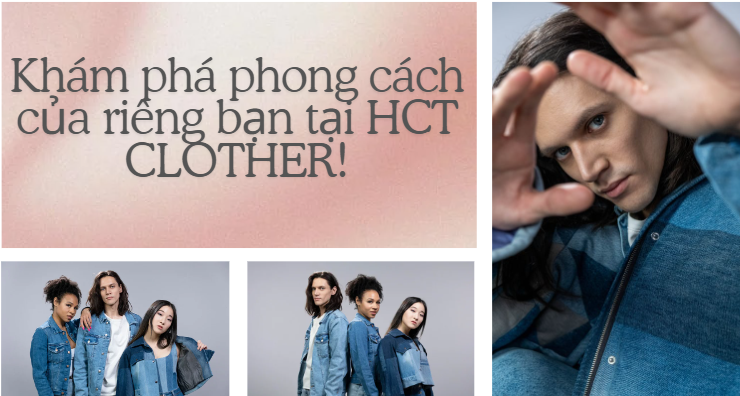 Khám phá phong cách
của riêng bạn tại HCT
CLOTHER!